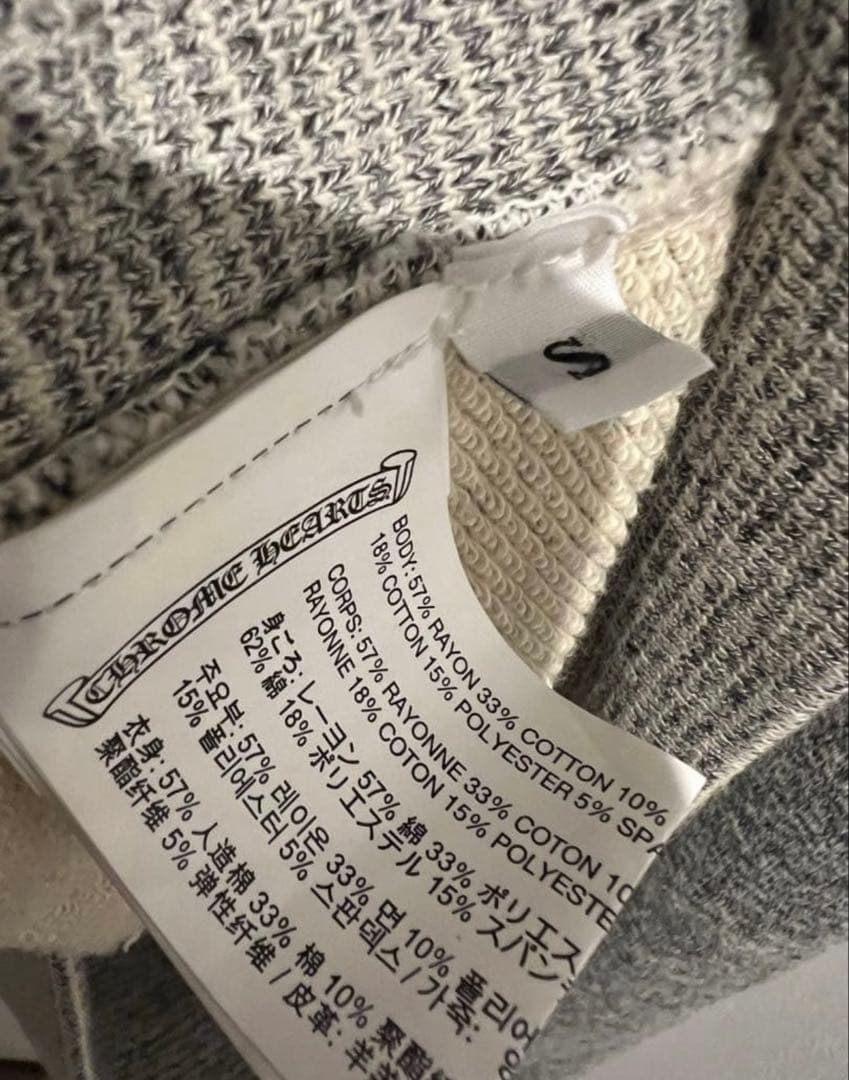 S
CHROME HEARTS
BODY: 57% RAYON 33% COTTON 10%
18% COTTON 15% POLYESTER 5%
CORPS: 57% RAYONNE 33% COTON 10
RAYONNE 18% COTON 15% POLYESTE
身ごろ: レーヨン 57% 綿 33% ポリエス
62% 綿 18% ポリエステル 15% スパン
주요부: 57% 레이온 33% 면 10% 폴리에
15% 폴리에스터 5% 스판덱스 / 가죽:
衣身: 57% 人造棉 33% 棉 10% 聚酯
聚酯纤维 5% 弹性纤维 / 皮革: 羊